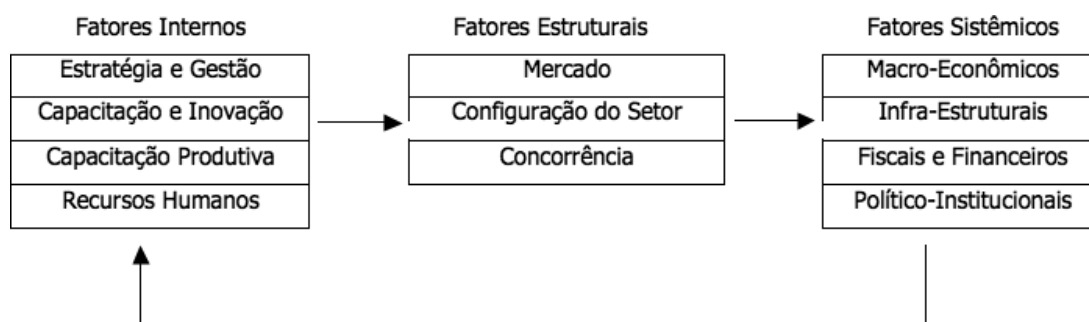 Fatores Internos
Estratégia e Gestão
Capacitação e Inovação
Capacitação Produtiva
Recursos Humanos
Fatores Estruturais
Mercado
Configuração do Setor
Concorrência
Fatores Sistêmicos
Macro-Econômicos
Infra-Estruturais
Fiscais e Financeiros
Político-Institucionais